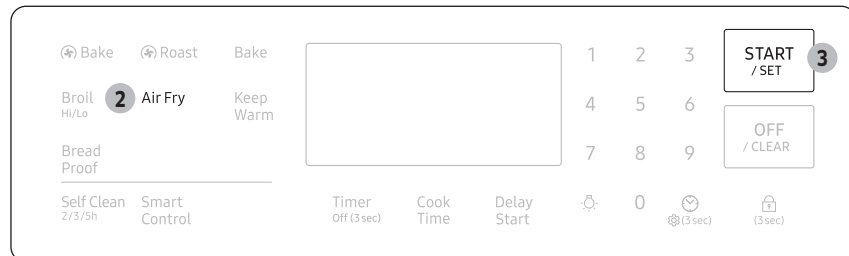 Bake Roast Bake 1 2 3 START
/ SET 3
Broil
Hi/Lo 2 Air Fry Keep
Warm 4 5 6
OFF
/ CLEAR
Bread
Proof 7 8 9
Self Clean
2/3/5h Smart
Control Timer
Off (3 sec) Cook
Time Delay
Start 0 (3 sec) (3 sec)